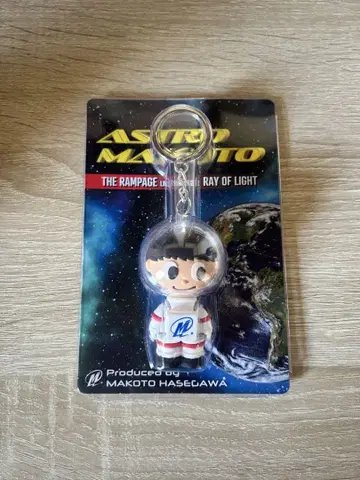 ASTRO
MAKOTO
THE RAMPAGE RAY OF LIGHT
Produced by
MAKOTO HASEGAWA